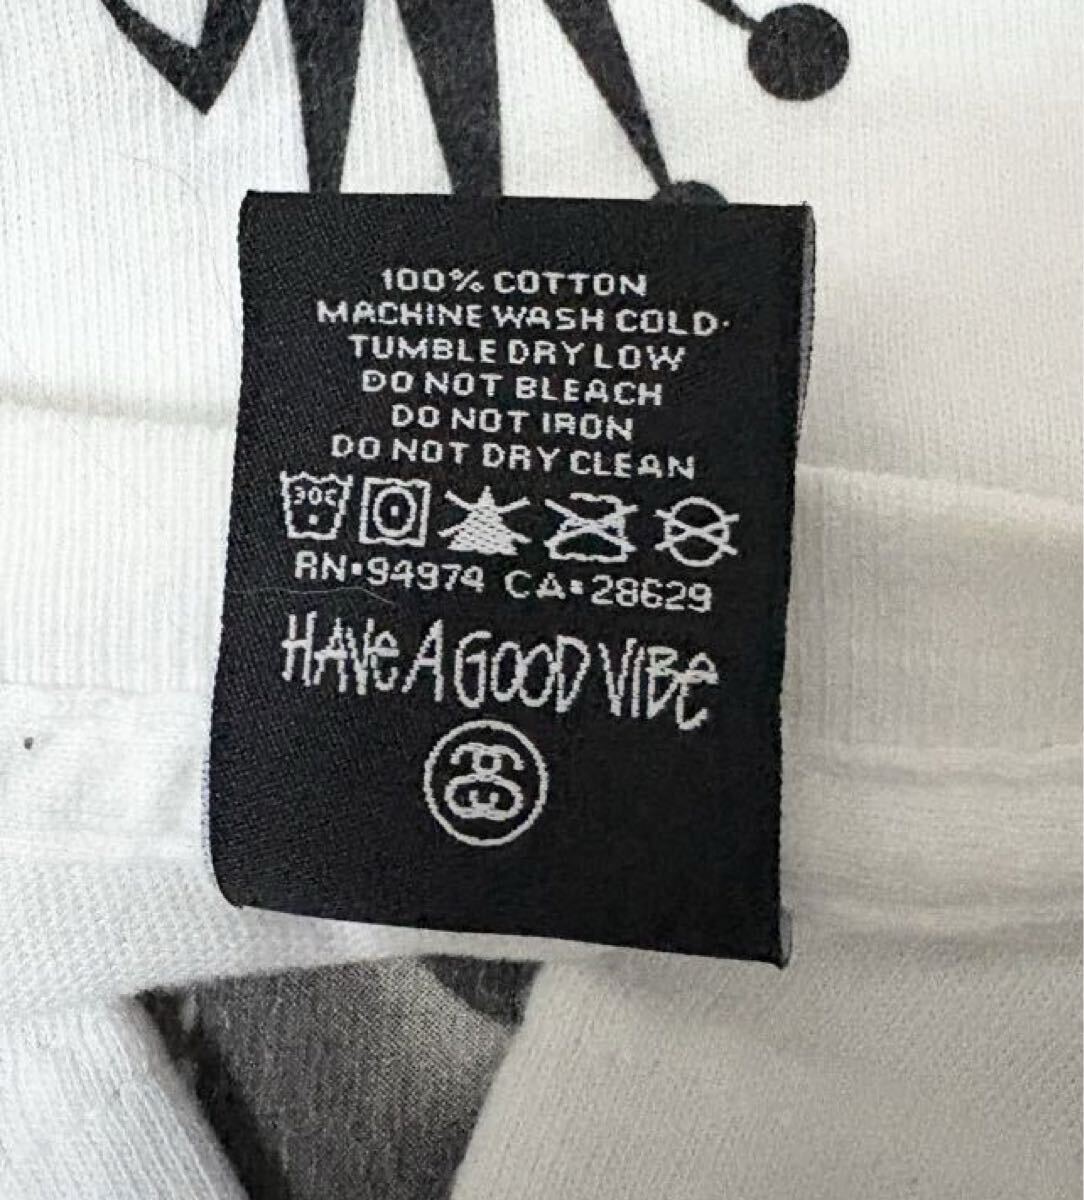 100% COTTON
MACHINE WASH COLD
TUMBLE DRY LOW
DO NOT BLEACH
DO NOT IRON
DO NOT DRY CLEAN
30C
RN·94974 CA·28629
HAVE A GOOD VIBE